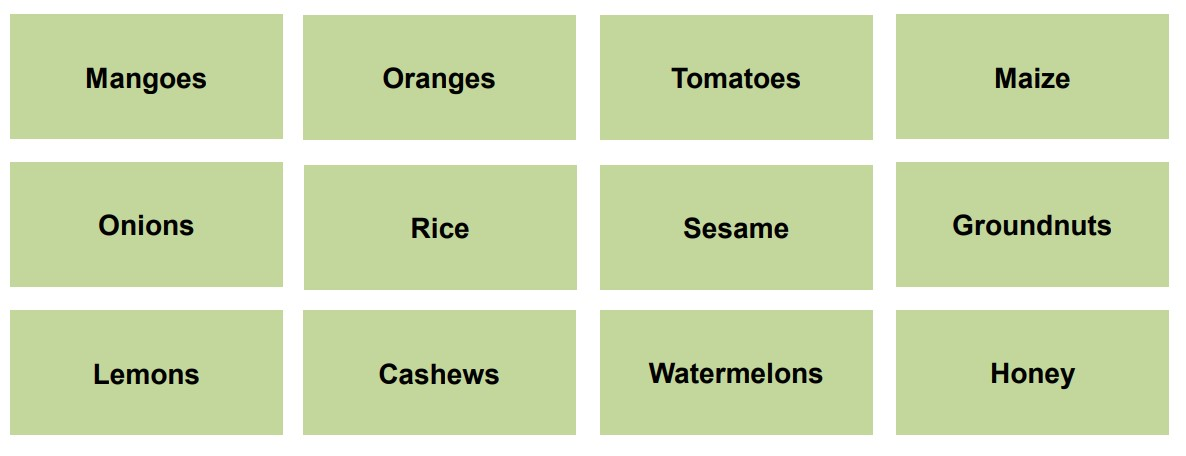 Mangoes
Oranges
Tomatoes
Maize
Onions
Rice
Sesame
Groundnuts
Lemons
Cashews
Watermelons
Honey